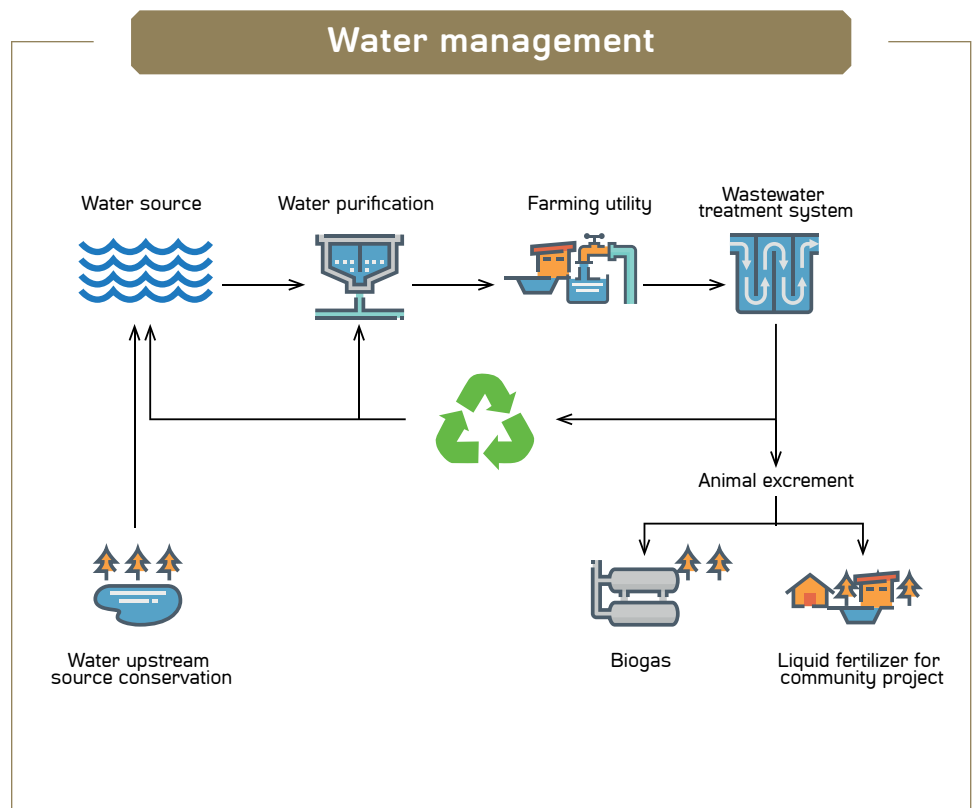 Water management
Water source
Water purification
Farming utility
Wastewater
treatment system
Animal excrement
Water upstream
source conservation
Biogas
Liquid fertilizer for
community project